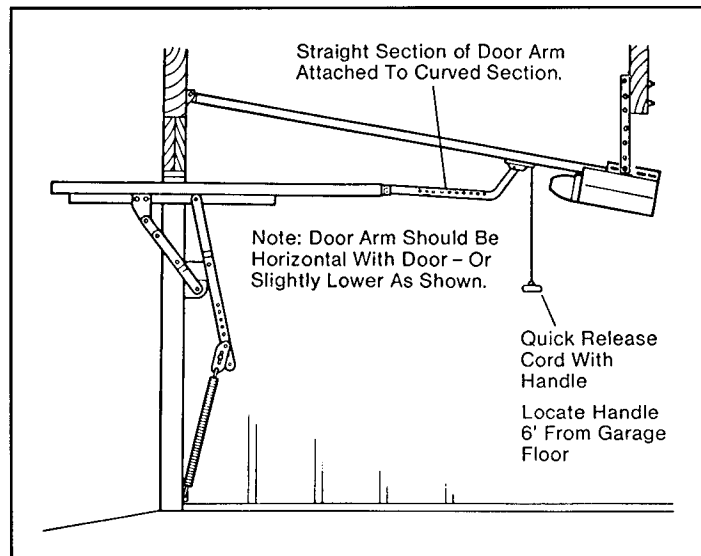 Straight Section of Door Arm
Attached To Curved Section.
Note: Door Arm Should Be
Horizontal With Door – Or
Slightly Lower As Shown.
Quick Release
Cord With
Handle
Locate Handle
6' From Garage
Floor